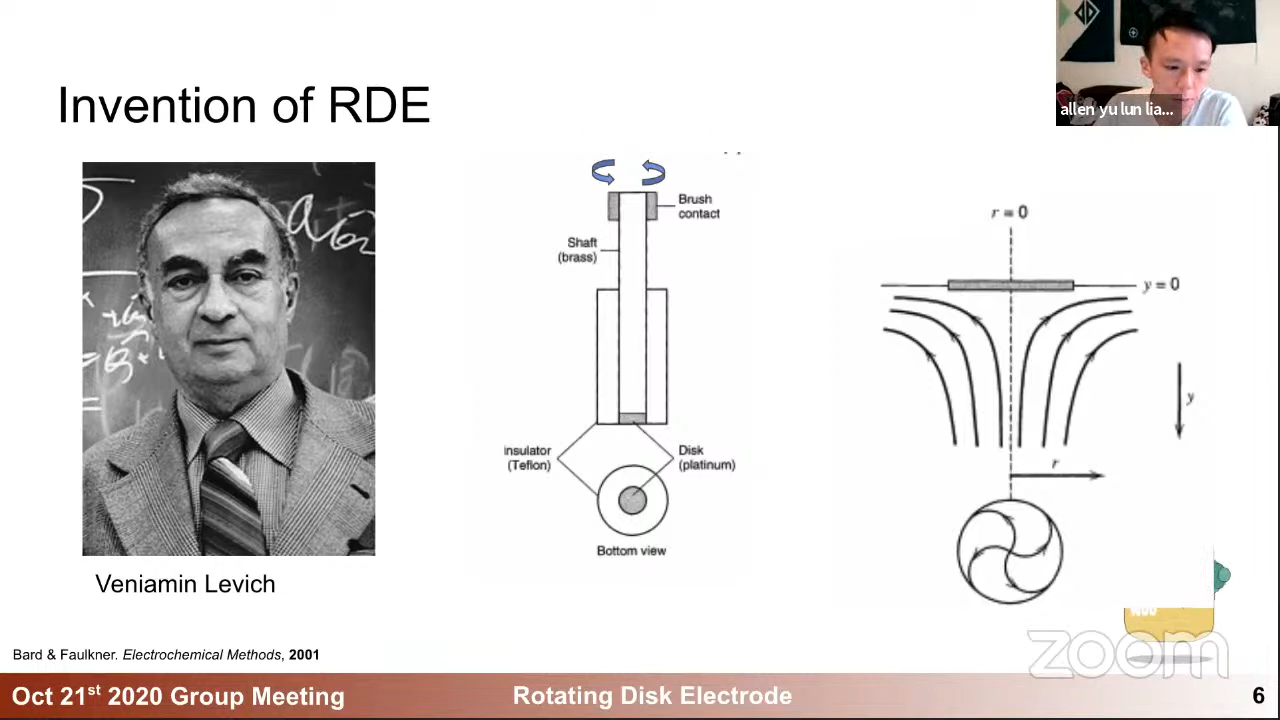 allen yu lun lia...
Invention of RDE
Brush
contact
Shaft
(brass)
Insulator
(Teflon)
Disk
(platinum)
Bottom view
r = 0
y = 0
y
r
Veniamin Levich
Bard & Faulkner. Electrochemical Methods, 2001
zoom
Oct 21st 2020 Group Meeting
Rotating Disk Electrode
6